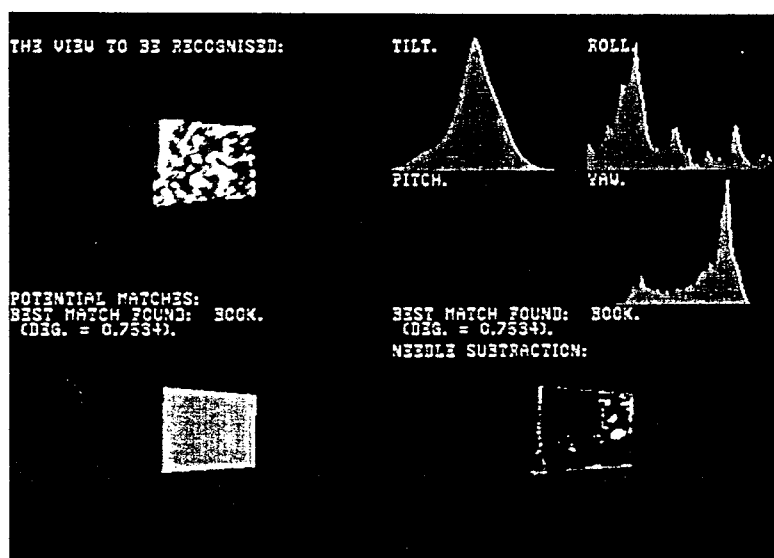 THE VIEW TO BE RECOGNISED:
TILT.
ROLL.
PITCH.
YAW.
POTENTIAL MATCHES:
BEST MATCH FOUND: BOOK.
(DEG. = 0.7534).
BEST MATCH FOUND: BOOK.
(DEG. = 0.7534).
NEEDLE SUBTRACTION: